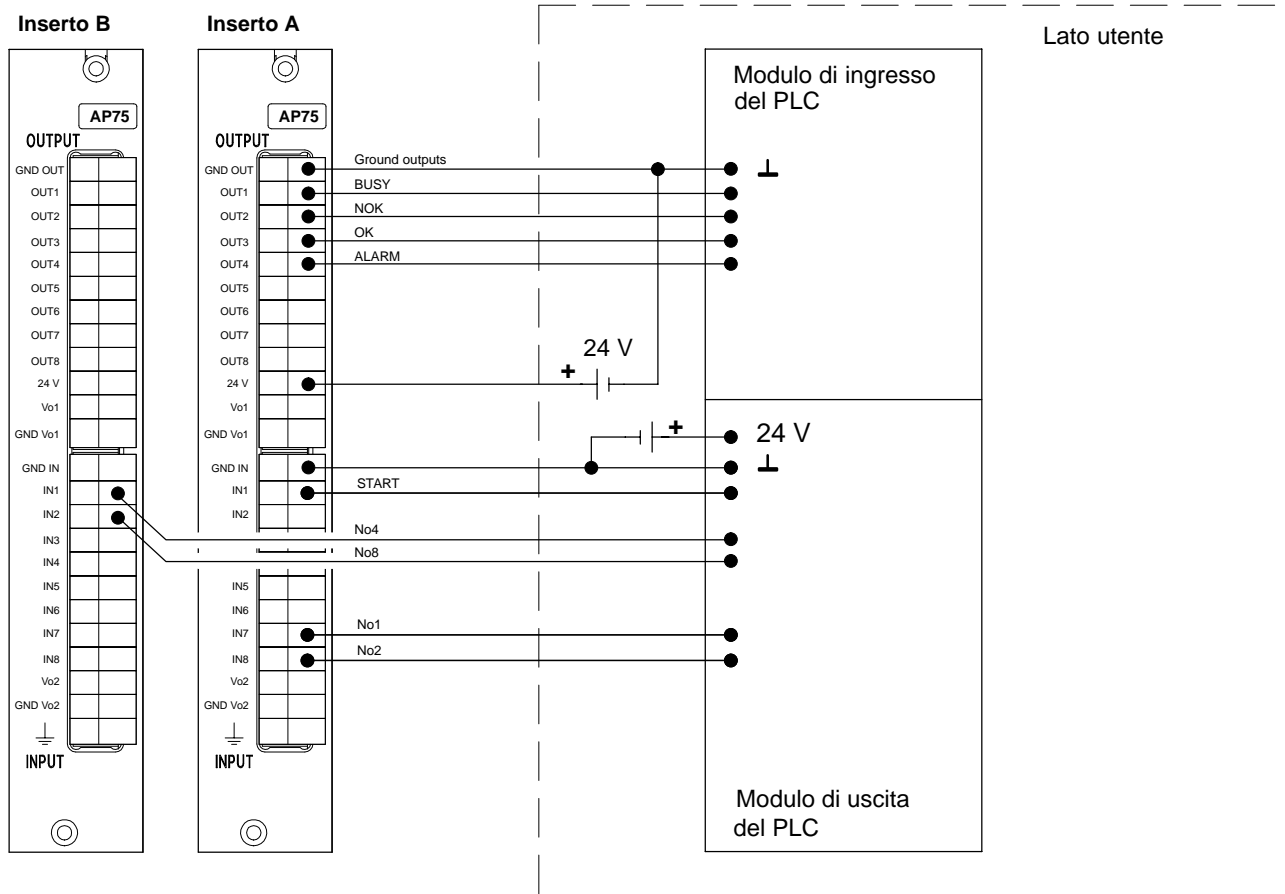 Inserto B
Inserto A
Lato utente
AP75
OUTPUT
GND OUT
OUT1
OUT2
OUT3
OUT4
OUT5
OUT6
OUT7
OUT8
24 V
Vo1
GND Vo1
GND IN
IN1
IN2
IN3
IN4
IN5
IN6
IN7
IN8
Vo2
GND Vo2
INPUT
AP75
OUTPUT
GND OUT
OUT1
OUT2
OUT3
OUT4
OUT5
OUT6
OUT7
OUT8
24 V
Vo1
GND Vo1
GND IN
IN1
IN2
IN5
IN6
IN7
IN8
Vo2
GND Vo2
INPUT
Ground outputs
BUSY
NOK
OK
ALARM
24 V
+
+
START
No4
No8
No1
No2
Modulo di ingresso
del PLC
24 V
Modulo di uscita
del PLC